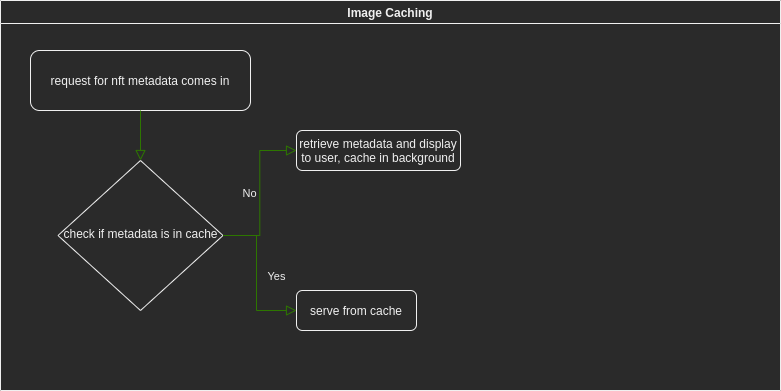 Image Caching
request for nft metadata comes in
retrieve metadata and display
to user, cache in background
No
check if metadata is in cache
Yes
serve from cache